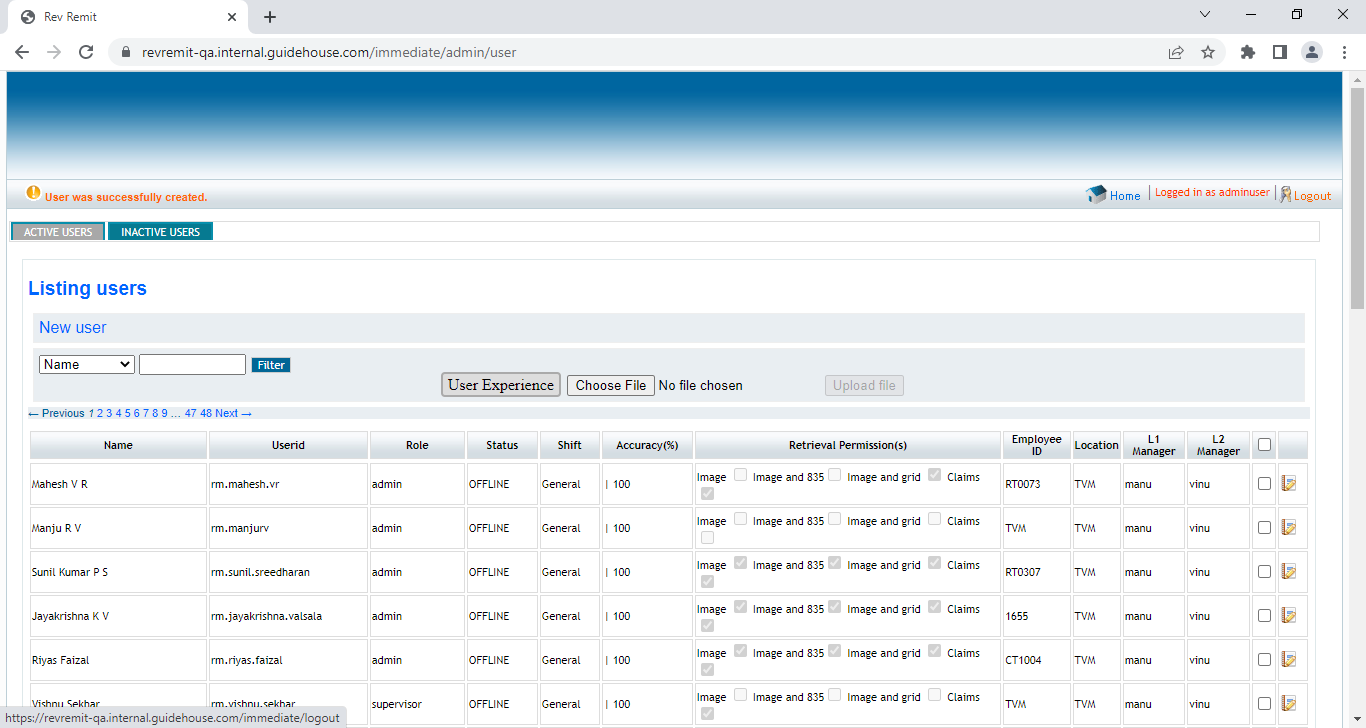 Rev Remit
revremit-qa.internal.guidehouse.com/immediate/admin/user
User was successfully created.
Home Logged in as adminuser Logout
ACTIVE USERS INACTIVE USERS
Listing users
New user
Name Filter
User Experience Choose File No file chosen Upload file
← Previous 1 2 3 4 5 6 7 8 9 … 47 48 Next →
Name Userid Role Status Shift Accuracy(%) Retrieval Permission(s) Employee ID Location L1 Manager L2 Manager
Mahesh V R rm.mahesh.vr admin OFFLINE General | 100 Image Image and 835 Image and grid Claims RT0073 TVM manu vinu
Manju R V rm.manjurv admin OFFLINE General | 100 Image Image and 835 Image and grid Claims TVM TVM manu vinu
Sunil Kumar P S rm.sunil.sreedharan admin OFFLINE General | 100 Image Image and 835 Image and grid Claims RT0307 TVM manu vinu
Jayakrishna K V rm.jayakrishna.valsala admin OFFLINE General | 100 Image Image and 835 Image and grid Claims 1655 TVM manu vinu
Riyas Faizal rm.riyas.faizal admin OFFLINE General | 100 Image Image and 835 Image and grid Claims CT1004 TVM manu vinu
Vishnu Sekhar rm.vishnu.sekhar supervisor OFFLINE General | 100 Image Image and 835 Image and grid Claims TVM TVM manu vinu
https://revremit-qa.internal.guidehouse.com/immediate/logout